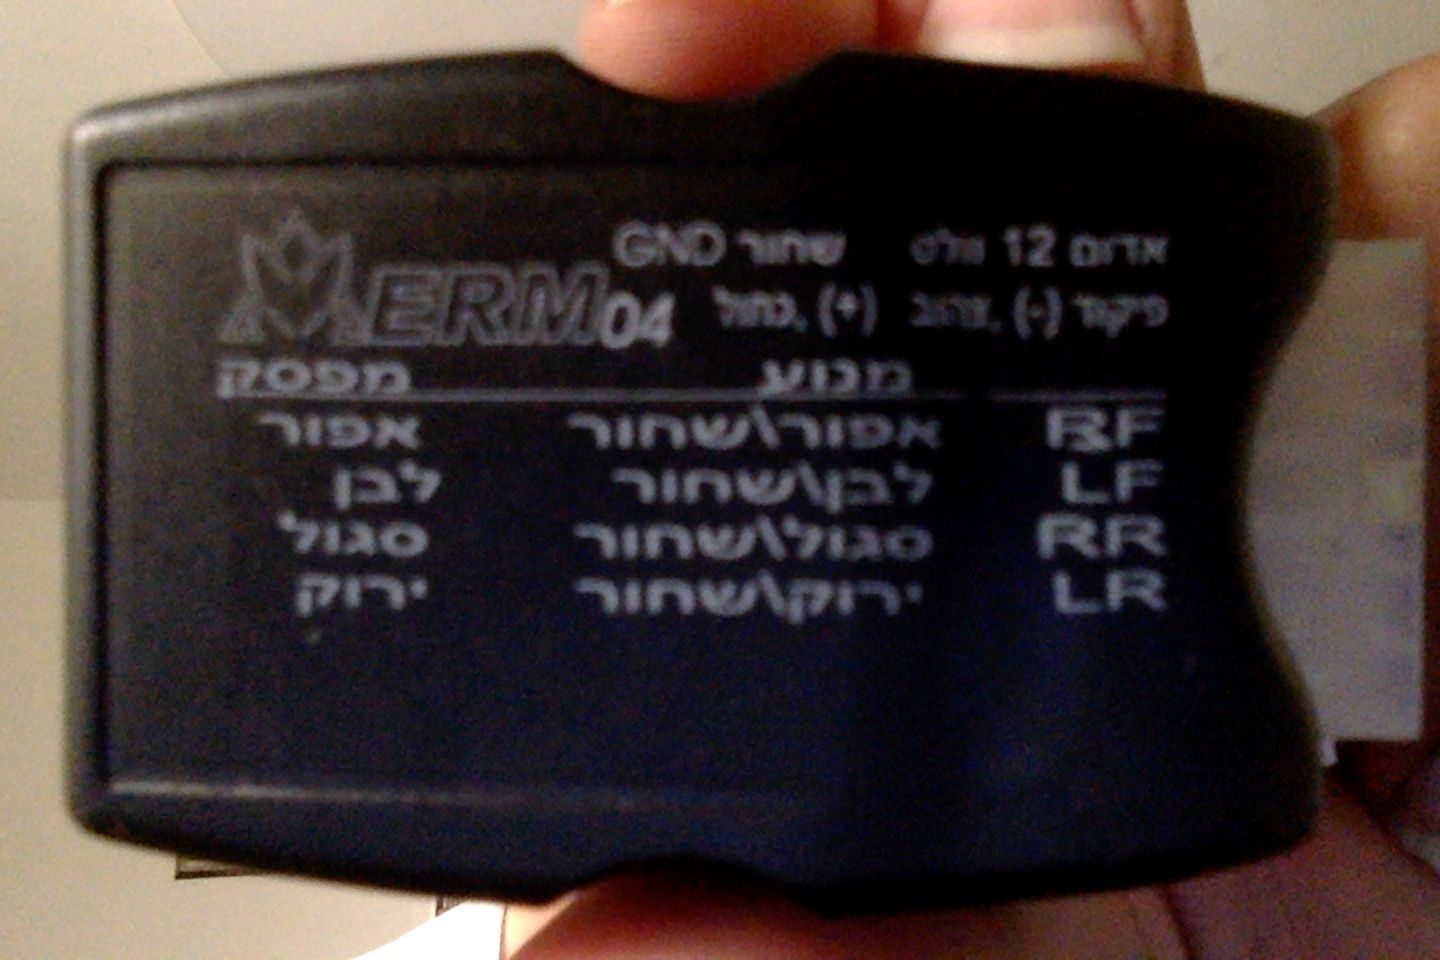 אדום 12 וולט שחור GND
פיקוד (-) צהוב, (+) כחול,
MERM04
מנוע מפסק
RF אפור\שחור אפור
LF לבן\שחור לבן
RR סגול\שחור סגול
LR ירוק\שחור ירוק